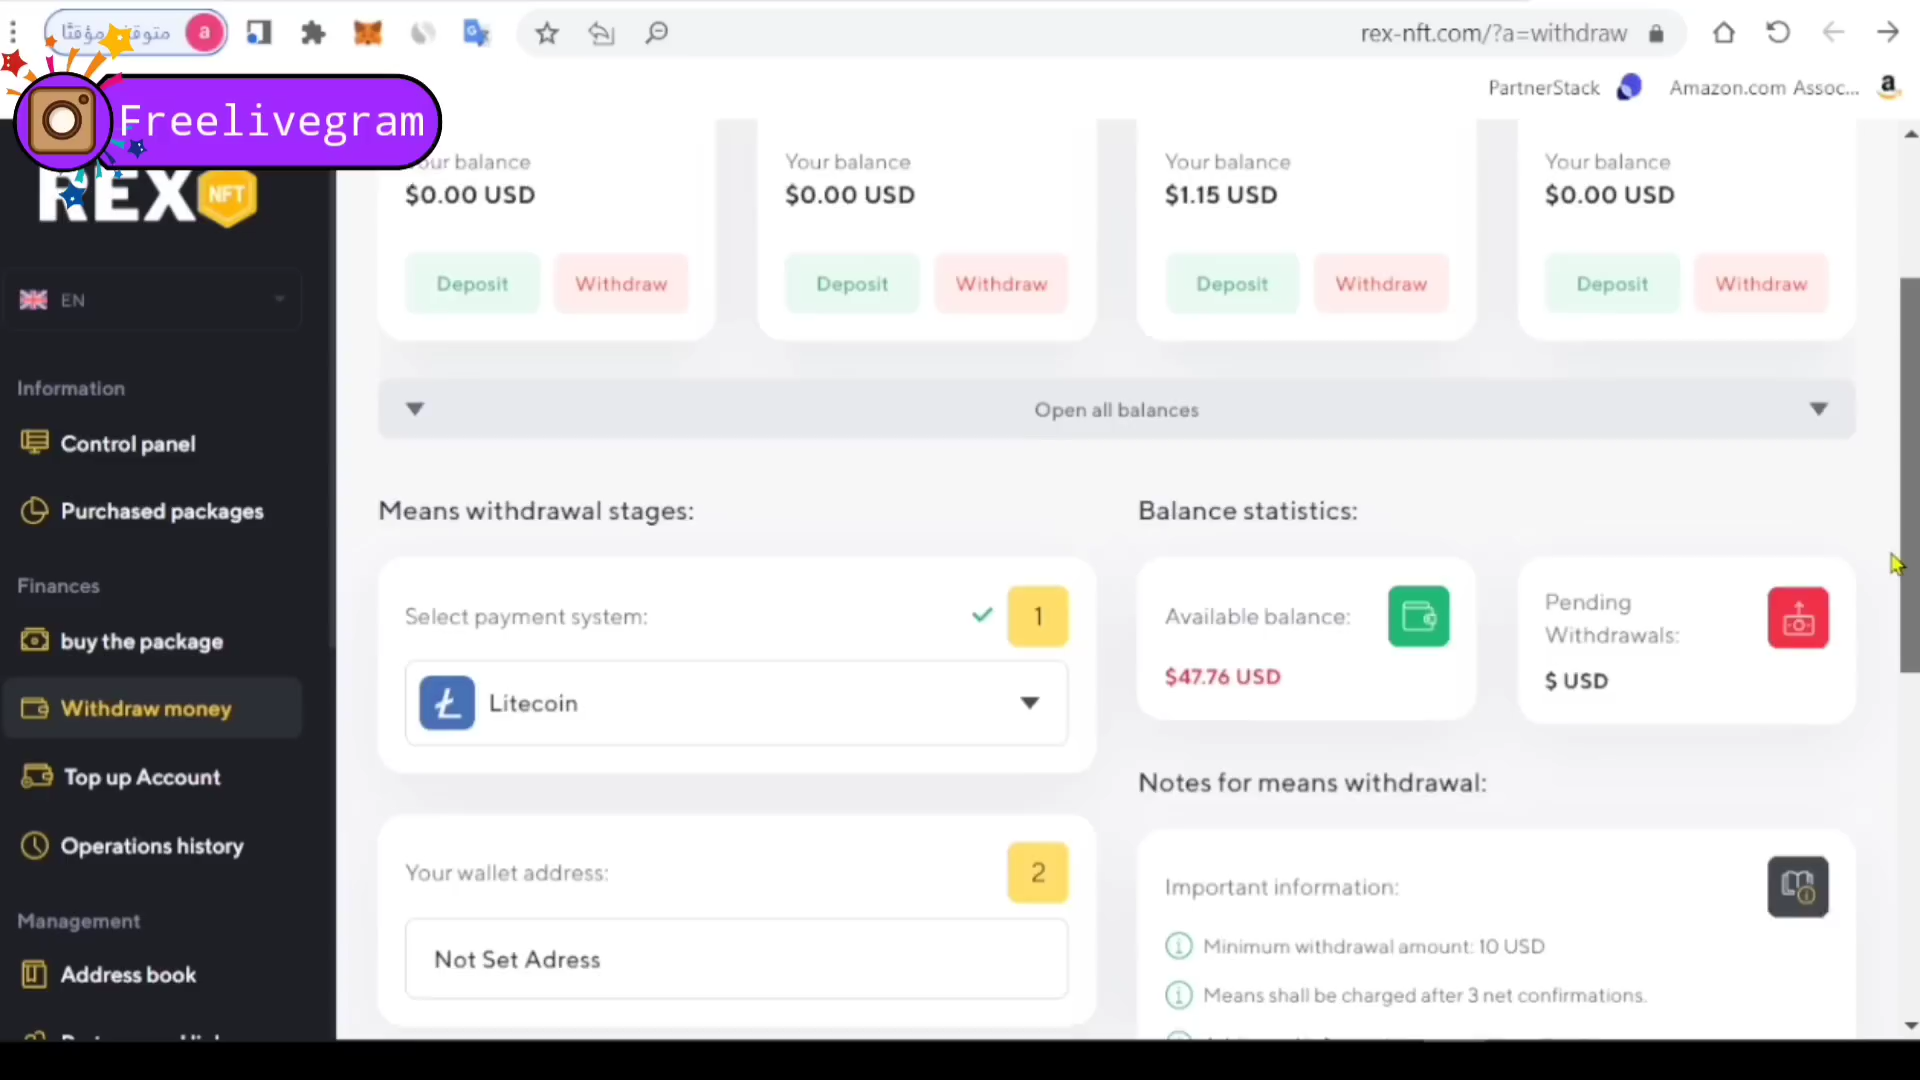 متوقف مؤقتًا
a
rex-nft.com/?a=withdraw
PartnerStack
Amazon.com Assoc...
a
Freelivegram
REX NFT
EN
Information
Control panel
Purchased packages
Finances
buy the package
Withdraw money
Top up Account
Operations history
Management
Address book
Your balance
$0.00 USD
Deposit
Withdraw
Your balance
$0.00 USD
Deposit
Withdraw
Your balance
$1.15 USD
Deposit
Withdraw
Your balance
$0.00 USD
Deposit
Withdraw
Open all balances
Means withdrawal stages:
Select payment system:
1
Litecoin
Your wallet address:
2
Not Set Adress
Balance statistics:
Available balance:
$47.76 USD
Pending
Withdrawals:
$ USD
Notes for means withdrawal:
Important information:
Minimum withdrawal amount: 10 USD
Means shall be charged after 3 net confirmations.